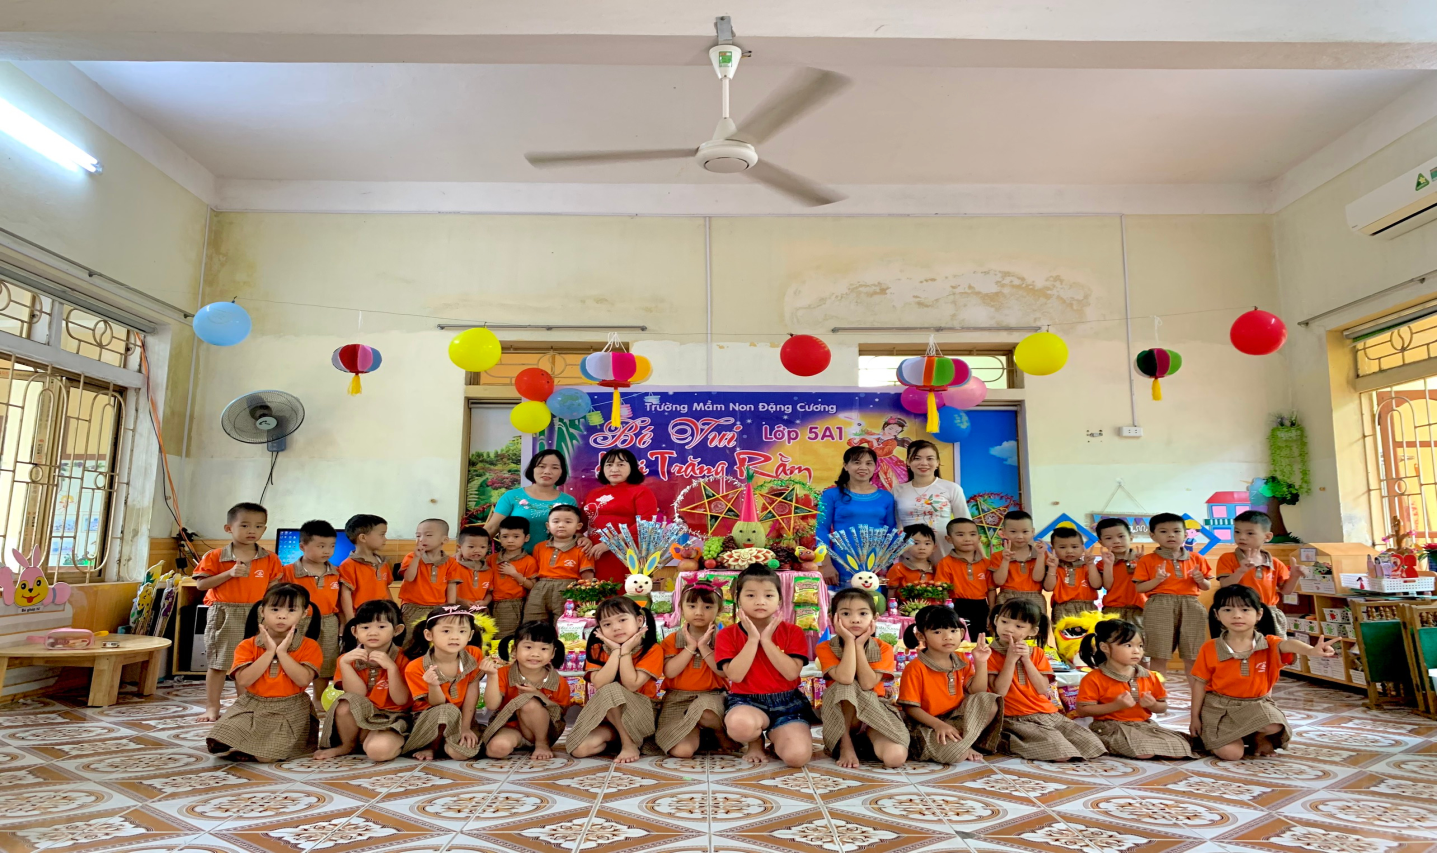 Trường Mầm Non Đặng Cương
Bé Vui Lớp 5A1
Trăng Rằm